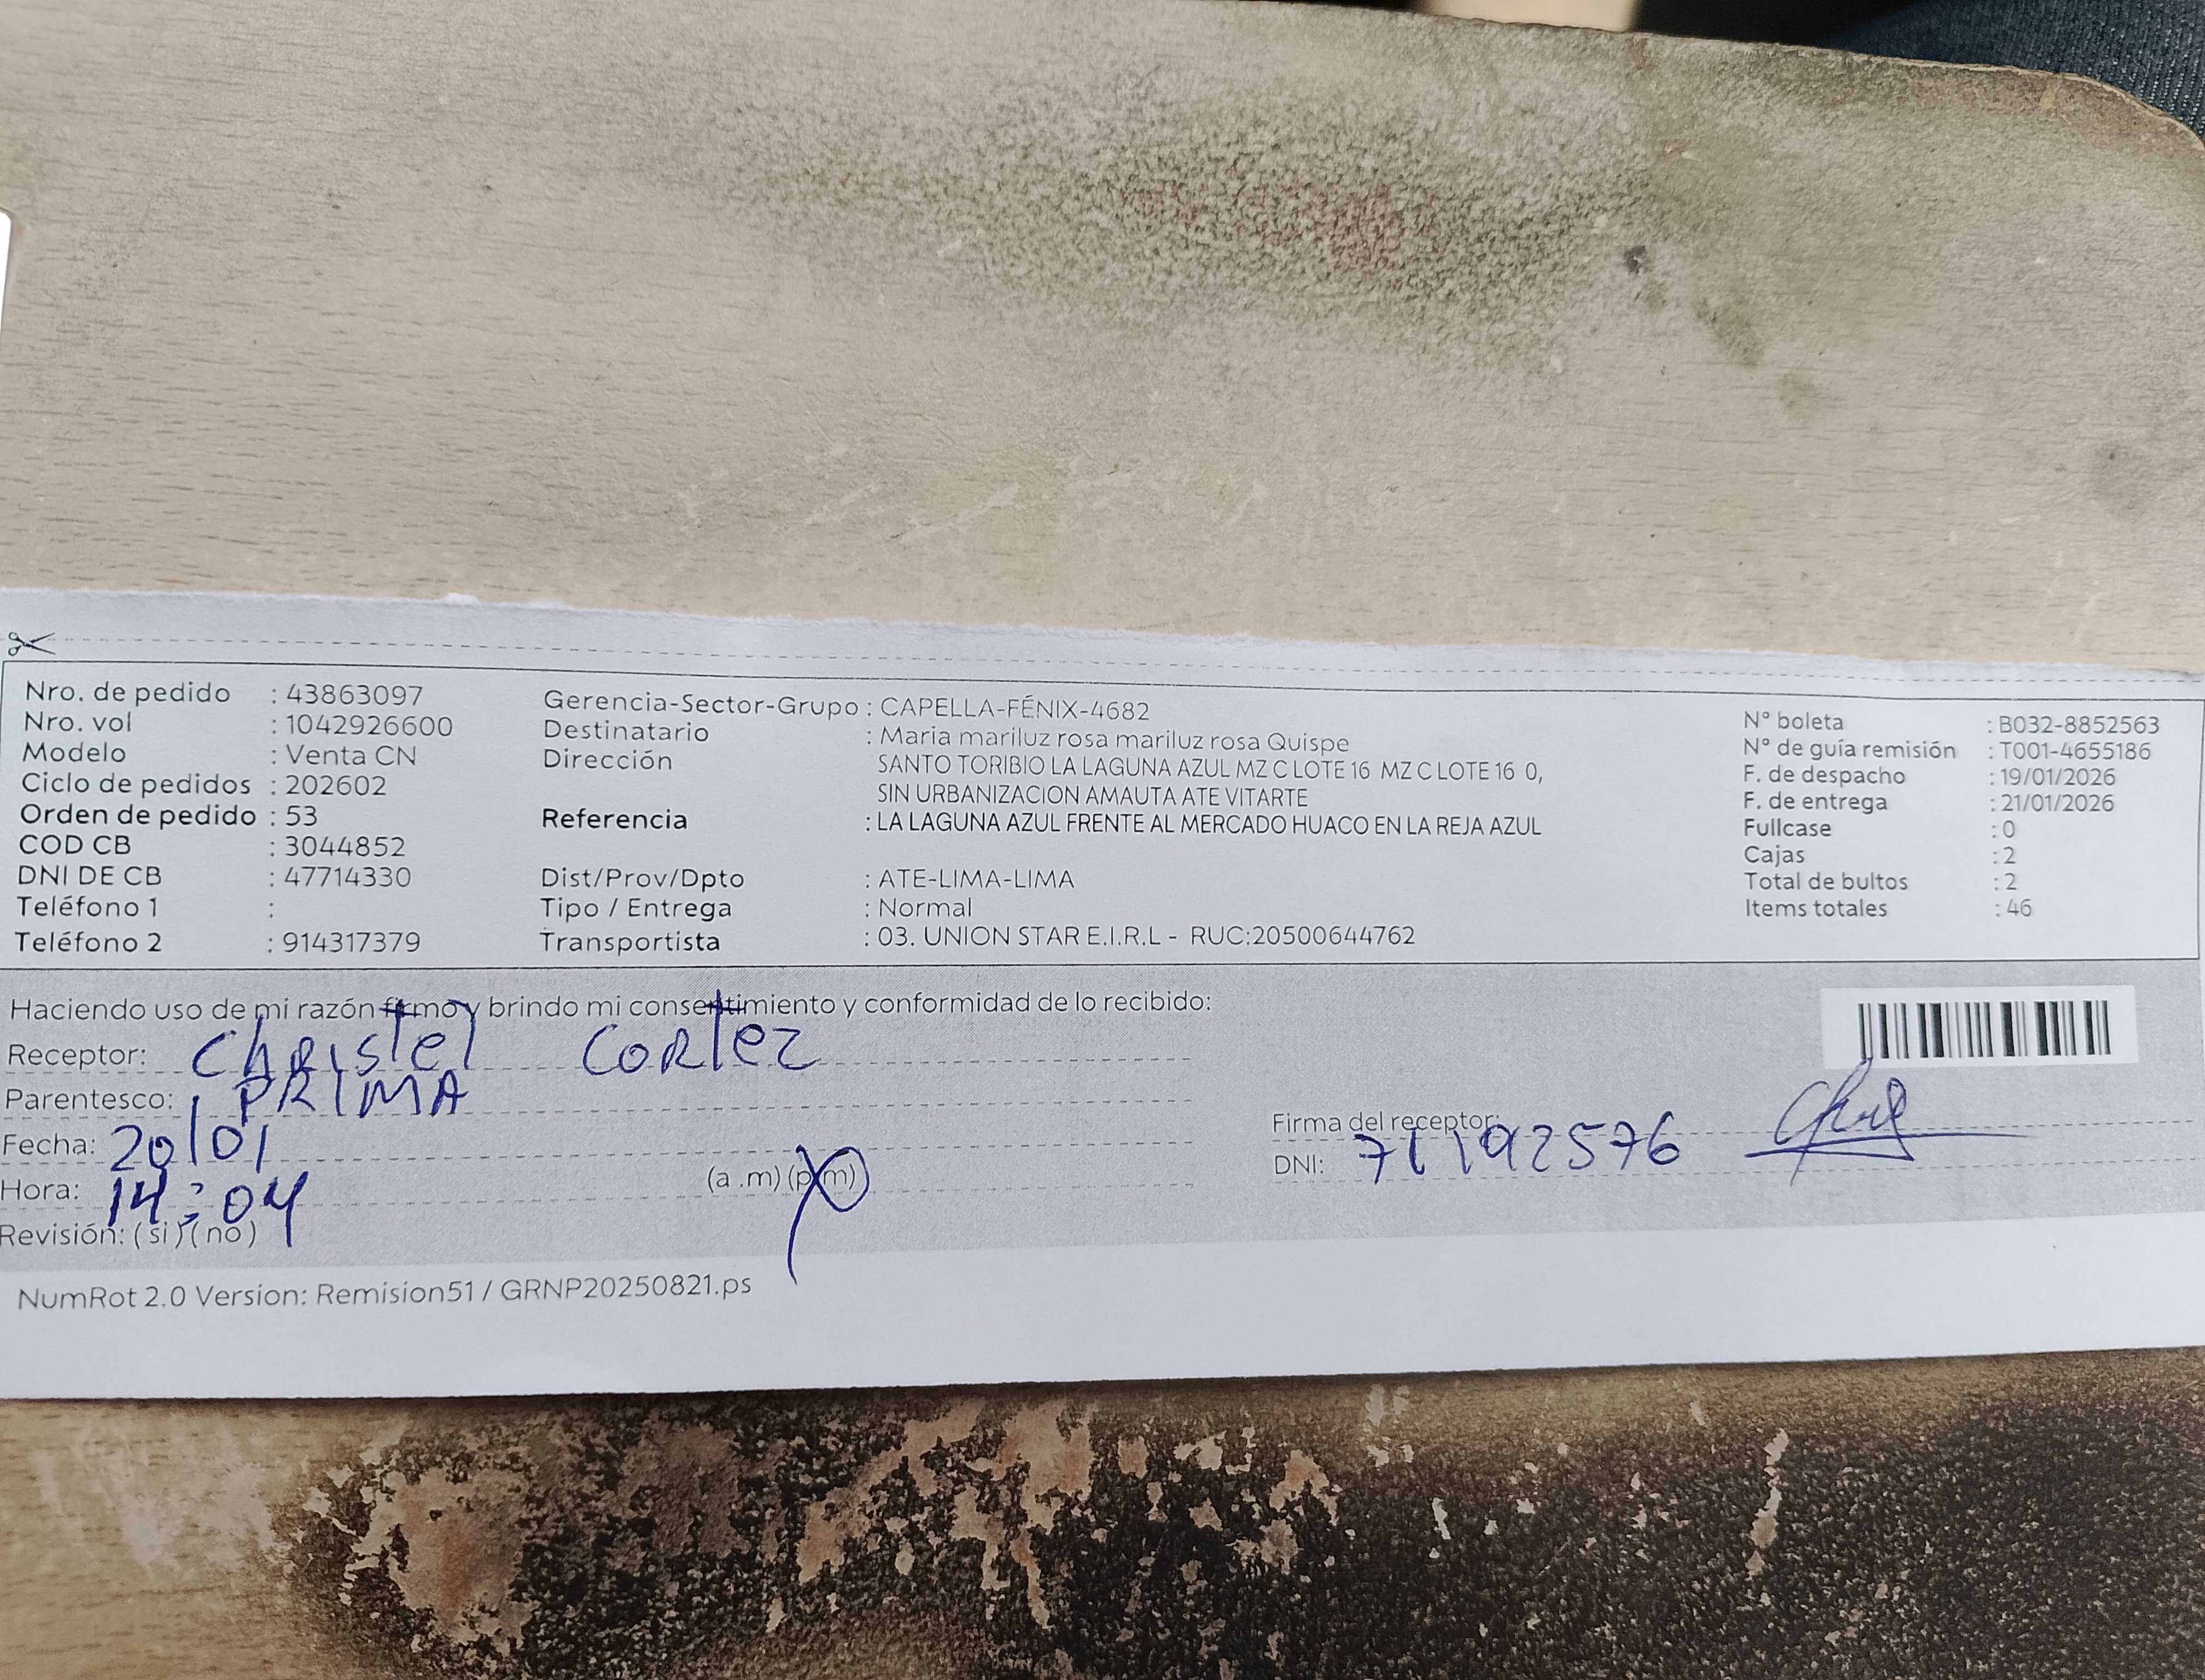 Nro. de pedido : 43863097
Nro. vol : 1042926600
Modelo : Venta CN
Ciclo de pedidos : 202602
Orden de pedido : 53
COD CB : 3044852
DNI DE CB : 47714330
Teléfono 1 :
Teléfono 2 : 914317379
Gerencia-Sector-Grupo : CAPELLA-FÉNIX-4682
Destinatario : Maria mariluz rosa mariluz rosa Quispe
Dirección SANTO TORIBIO LA LAGUNA AZUL MZ C LOTE 16 MZ C LOTE 16 0,
SIN URBANIZACION AMAUTA ATE VITARTE
Referencia : LA LAGUNA AZUL FRENTE AL MERCADO HUACO EN LA REJA AZUL
Dist/Prov/Dpto : ATE-LIMA-LIMA
Tipo / Entrega : Normal
Transportista : 03. UNION STAR E.I.R.L - RUC:20500644762
N° boleta : B032-8852563
N° de guía remisión : T001-4655186
F. de despacho : 19/01/2026
F. de entrega : 21/01/2026
Fullcase : 0
Cajas : 2
Total de bultos : 2
Items totales : 46
Haciendo uso de mi razón firmo y brindo mi consentimiento y conformidad de lo recibido:
Receptor: Christel Cortez
Parentesco: PRIMA
Fecha: 20/01
Hora: 14:04 (a .m) (p.m)
Revisión: (si) (no)
Firma del receptor:
DNI: 71192576
NumRot 2.0 Version: Remision51 / GRNP20250821.ps